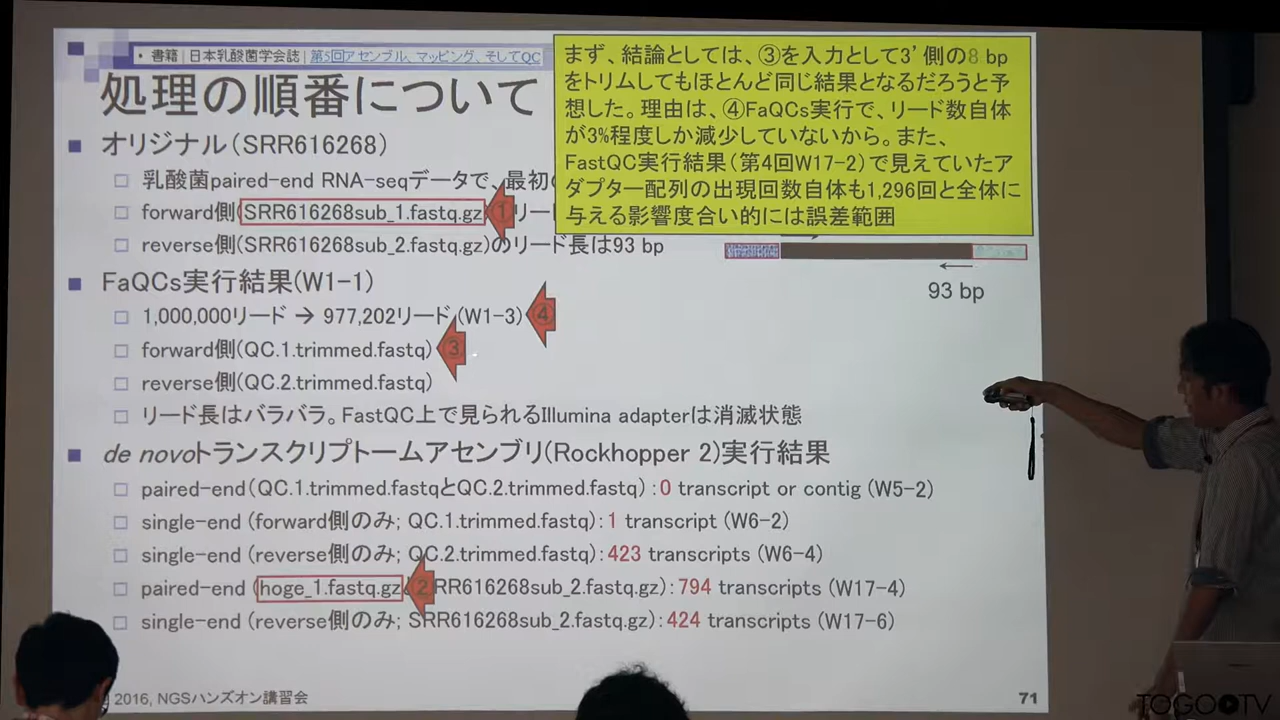 • 書籍 | 日本乳酸菌学会誌 | 第5回アセンブル、マッピング、そしてQC
処理の順番について
まず、結論としては、③を入力として3’側の8 bp
をトリムしてもほとんど同じ結果となるだろうと予
想した。理由は、④FaQCs実行で、リード数自体
が3%程度しか減少していないから。また、
FastQC実行結果(第4回W17-2)で見えていたア
ダプター配列の出現回数自体も1,296回と全体に
与える影響度合い的には誤差範囲
オリジナル(SRR616268)
乳酸菌paired-end RNA-seqデータで、最初の
forward側(SRR616268sub_1.fastq.gz ①リード
reverse側(SRR616268sub_2.fastq.gz)のリード長は93 bp
93 bp
FaQCs実行結果(W1-1)
1,000,000リード → 977,202リード (W1-3) ④
forward側(QC.1.trimmed.fastq) ③
reverse側(QC.2.trimmed.fastq)
リード長はバラバラ。FastQC上で見られるIllumina adapterは消滅状態
de novoトランスクリプトームアセンブリ(Rockhopper 2)実行結果
paired-end(QC.1.trimmed.fastqとQC.2.trimmed.fastq) : 0 transcript or contig (W5-2)
single-end (forward側のみ; QC.1.trimmed.fastq): 1 transcript (W6-2)
single-end (reverse側のみ; QC.2.trimmed.fastq): 423 transcripts (W6-4)
paired-end (hoge_1.fastq.gz ②RR616268sub_2.fastq.gz): 794 transcripts (W17-4)
single-end (reverse側のみ; SRR616268sub_2.fastq.gz): 424 transcripts (W17-6)
2016, NGSハンズオン講習会
71
TOGOTV